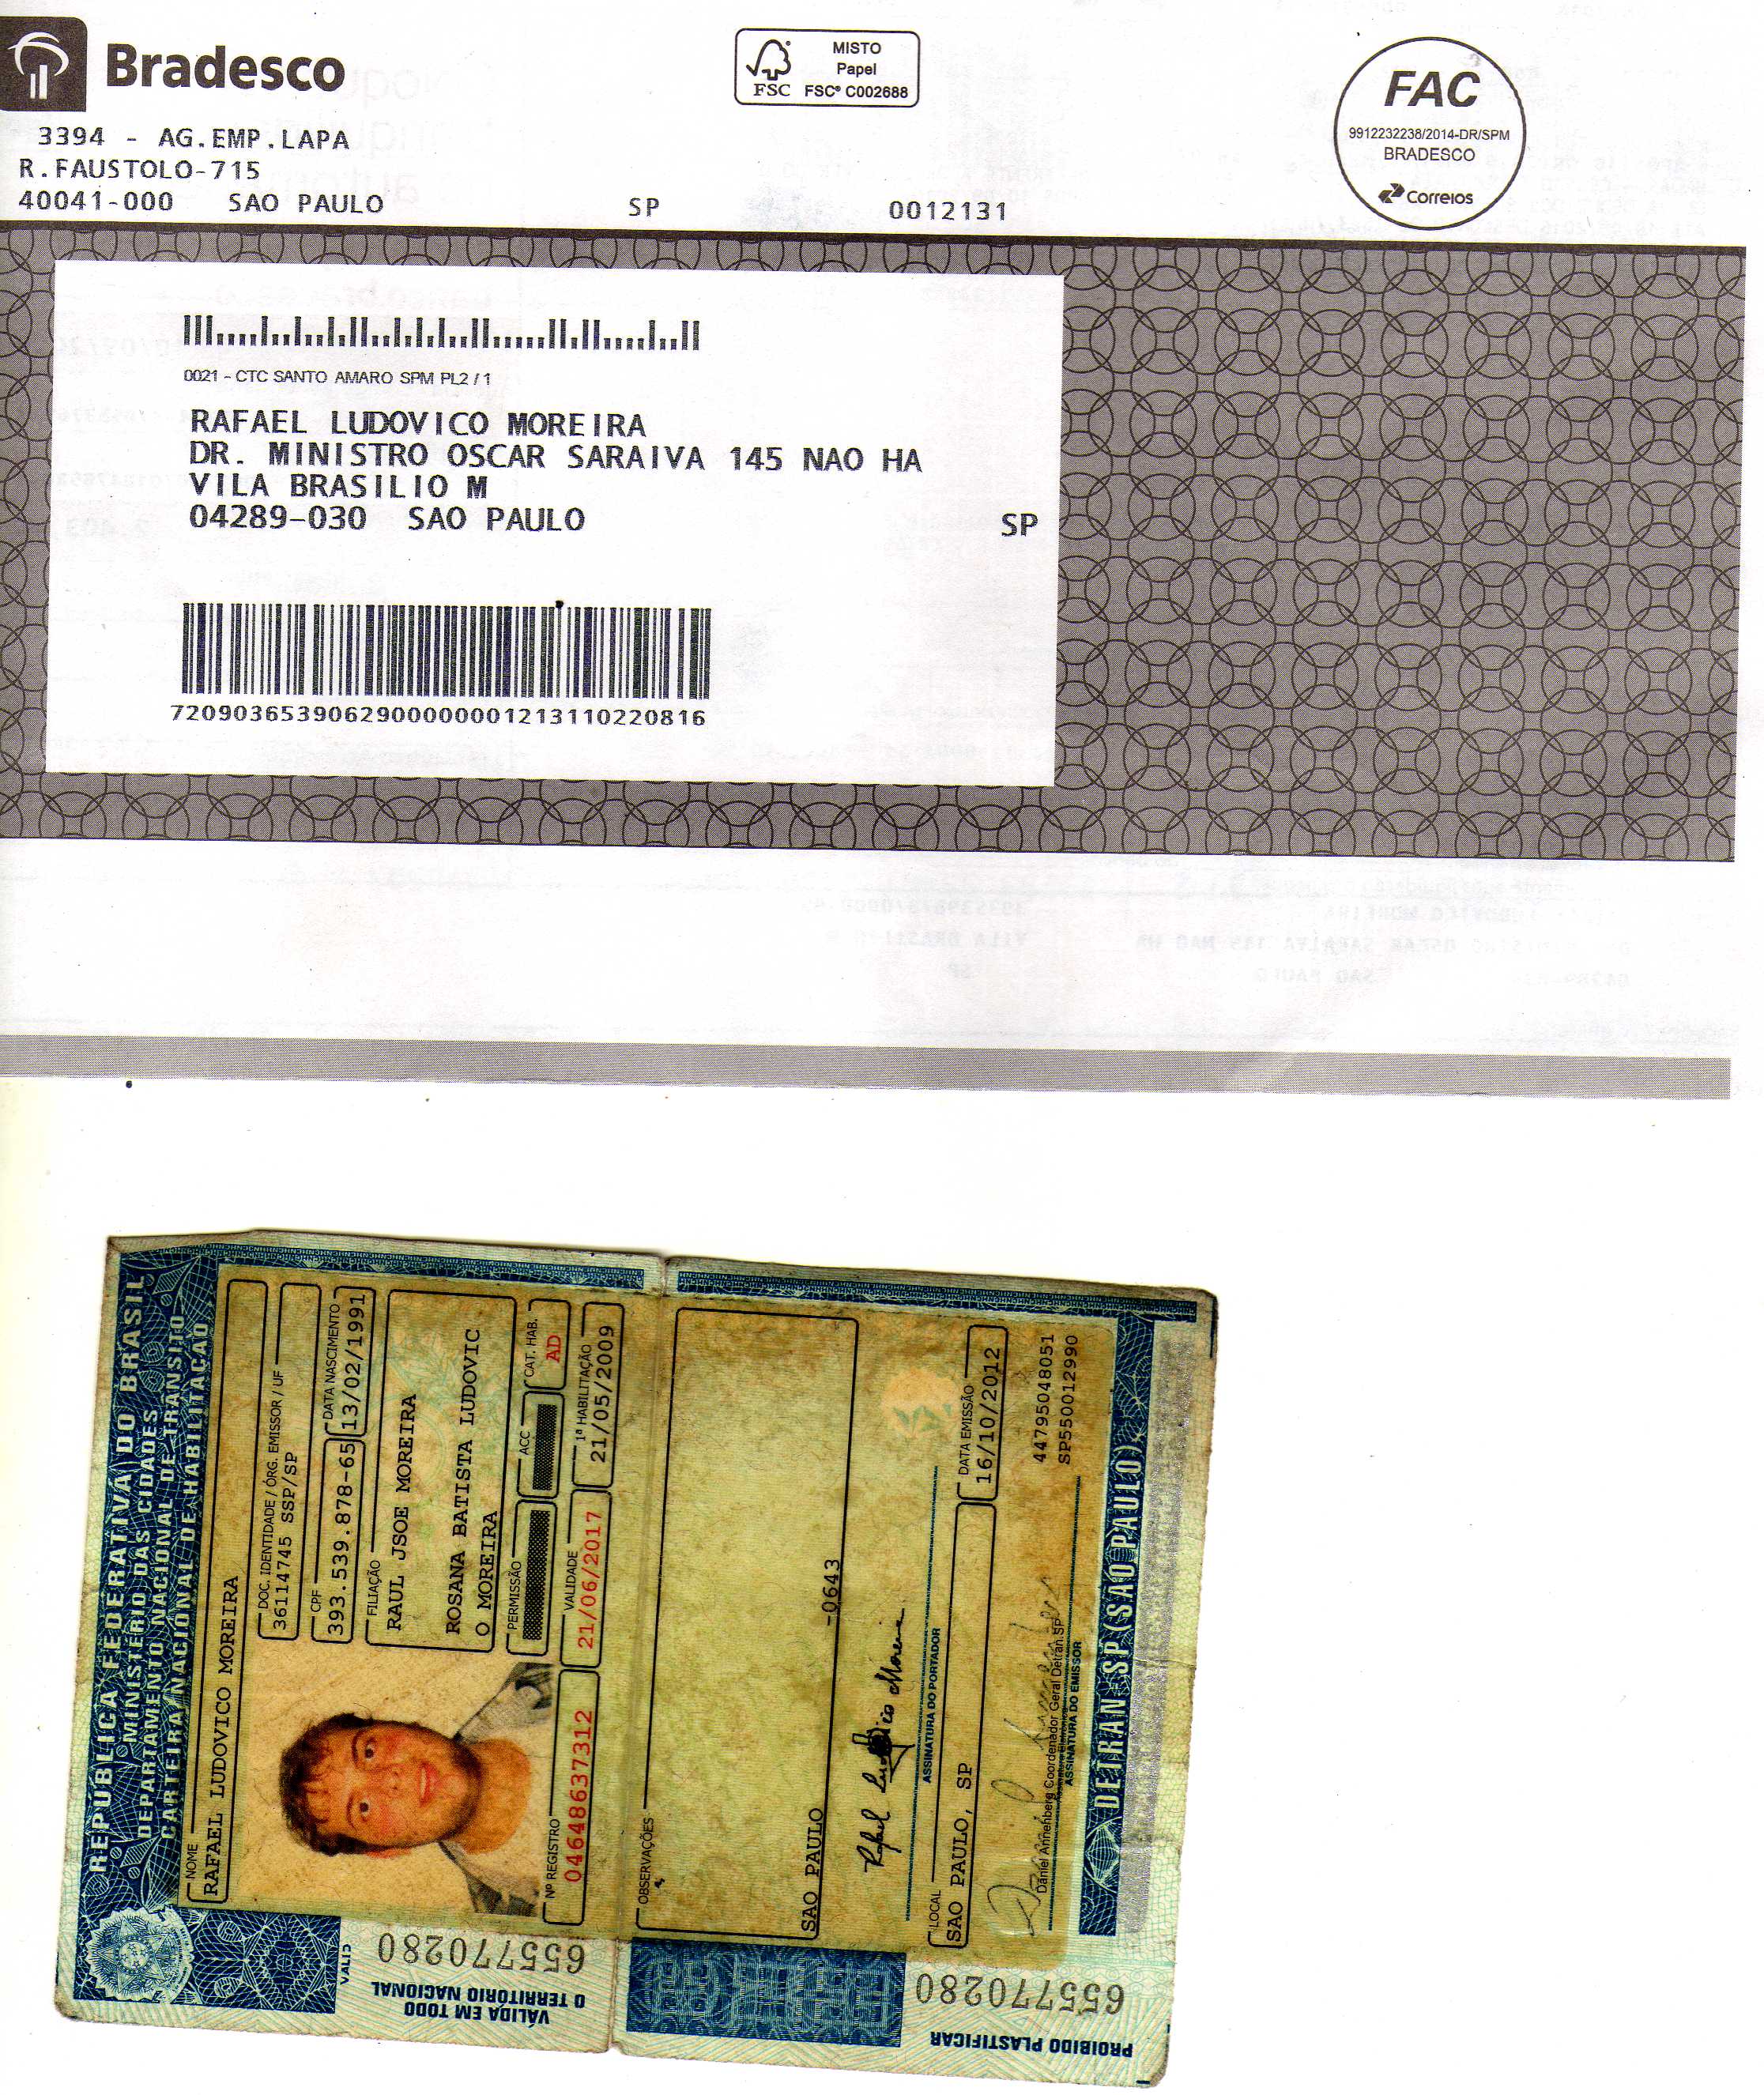 Bradesco
MISTO
Papel
FSC® C002688
FSC
FAC
9912232238/2014-DR/SPM
BRADESCO
Correios
3394 - AG.EMP.LAPA
R.FAUSTOLO-715
40041-000 SAO PAULO SP 0012131
0021 - CTC SANTO AMARO SPM PL2 / 1
RAFAEL LUDOVICO MOREIRA
DR. MINISTRO OSCAR SARAIVA 145 NAO HA
VILA BRASILIO M
04289-030 SAO PAULO SP
7209036539062900000001213110220816
REPÚBLICA FEDERATIVA DO BRASIL
MINISTÉRIO DAS CIDADES
DEPARTAMENTO NACIONAL DE TRÂNSITO
CARTEIRA NACIONAL DE HABILITAÇÃO
NOME
RAFAEL LUDOVICO MOREIRA
DOC. IDENTIDADE / ÓRG. EMISSOR / UF
36114745 SSP/SP
CPF
393.539.878-65
DATA NASCIMENTO
13/02/1991
FILIAÇÃO
RAUL JSOE MOREIRA
ROSANA BATISTA LUDOVIC
O MOREIRA
PERMISSÃO
ACC
CAT. HAB.
AD
Nº REGISTRO
04648637312
VALIDADE
21/06/2017
1ª HABILITAÇÃO
21/05/2009
OBSERVAÇÕES
SAO PAULO -0643
Rafael Ludovico Moreira
ASSINATURA DO PORTADOR
LOCAL
SAO PAULO, SP
DATA EMISSÃO
16/10/2012
Daniel Annenberg Coordenador Geral Detran SP
ASSINATURA DO EMISSOR
44795048051
SP550012990
DETRAN-SP (SÃO PAULO)
VÁLIDA EM TODO
O TERRITÓRIO NACIONAL
655770280
PROIBIDO PLASTIFICAR
655770280